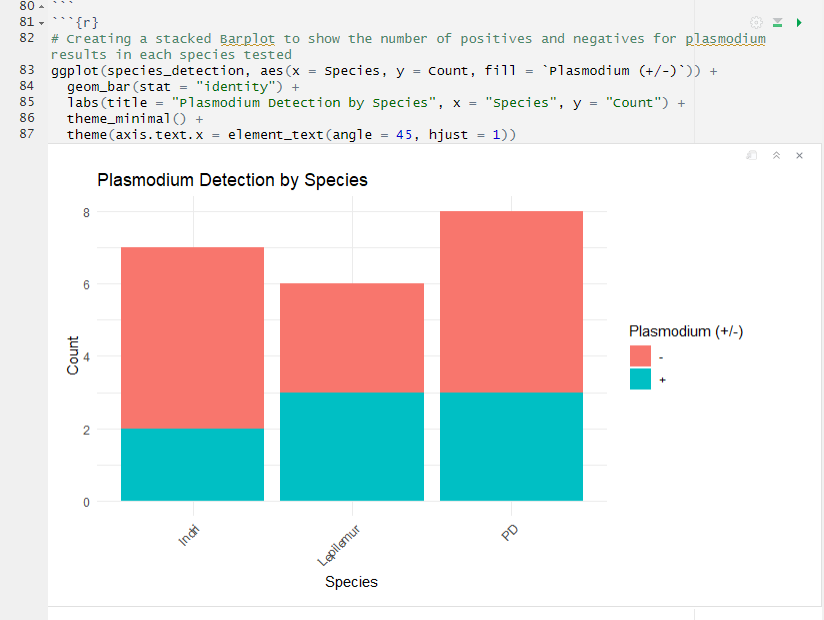 80 ```
81 ```{r}
82 # Creating a stacked Barplot to show the number of positives and negatives for plasmodium
results in each species tested
83 ggplot(species_detection, aes(x = Species, y = Count, fill = `Plasmodium (+/-)`)) +
84 geom_bar(stat = "identity") +
85 labs(title = "Plasmodium Detection by Species", x = "Species", y = "Count") +
86 theme_minimal() +
87 theme(axis.text.x = element_text(angle = 45, hjust = 1))
Plasmodium Detection by Species
8
6
4
2
0
Count
Indri
Lepilemur
PD
Species
Plasmodium (+/-)
-
+